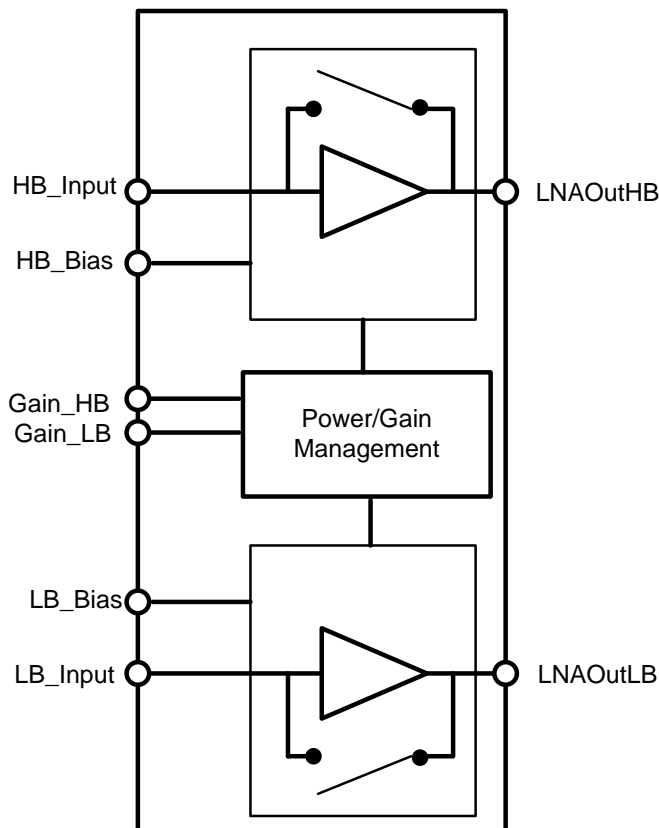 HB_Input
LNAOutHB
HB_Bias
Gain_HB
Gain_LB
Power/Gain
Management
LB_Bias
LB_Input
LNAOutLB